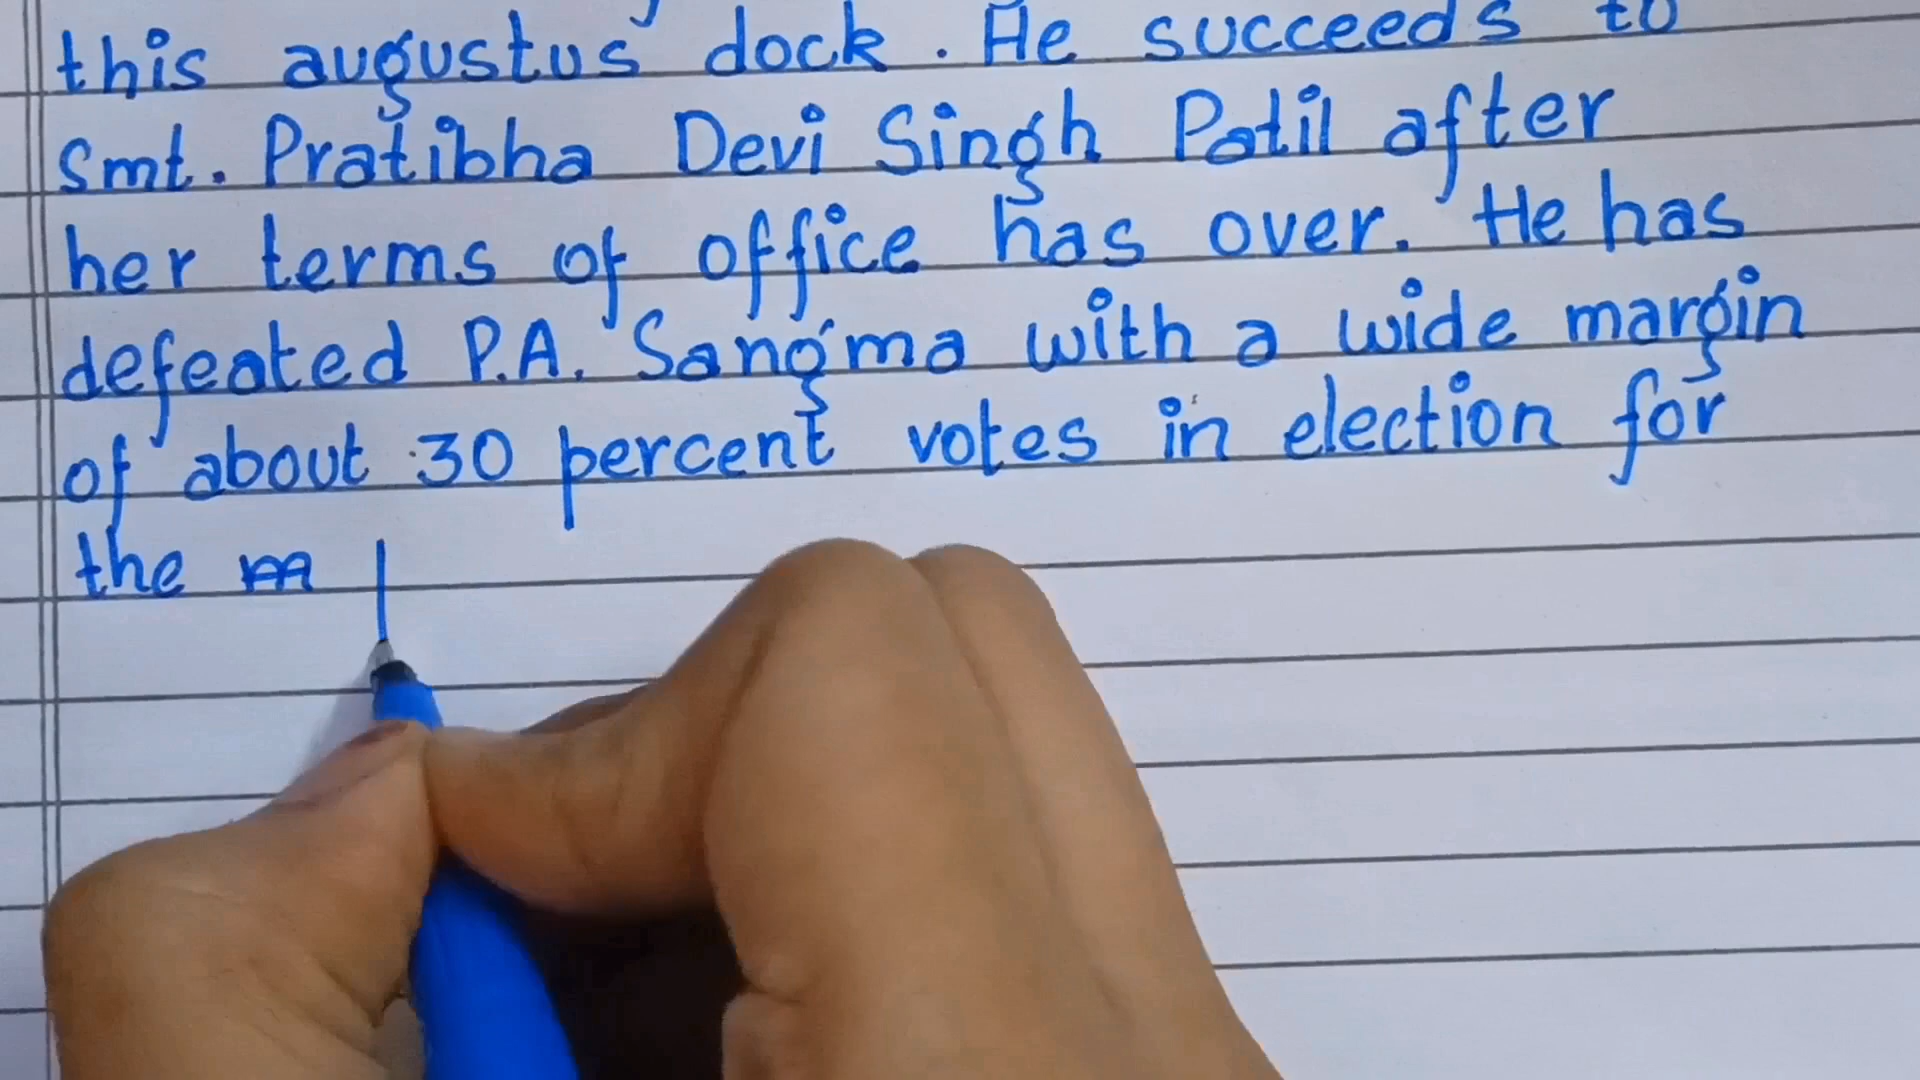 this augustus dock. He succeeds to
Smt. Pratibha Devi Singh Patil after
her terms of office has over. He has
defeated P.A. Sangma with a wide margin
of about 30 percent votes in election for
the